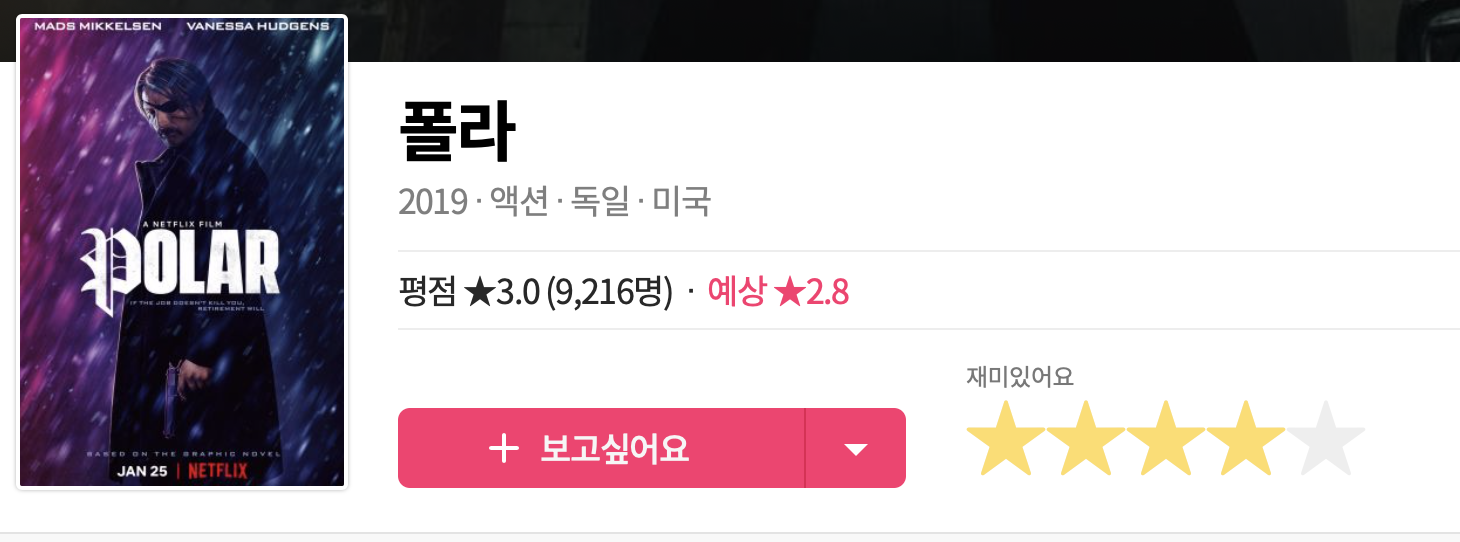 MADS MIKKELSEN VANESSA HUDGENS
A NETFLIX FILM
POLAR
IF THE JOB DOESN'T KILL YOU,
RETIREMENT WILL
BASED ON THE GRAPHIC NOVEL
JAN 25 | NETFLIX
폴라
2019 · 액션 · 독일 · 미국
평점 ★3.0 (9,216명) · 예상 ★2.8
재미있어요
+ 보고싶어요